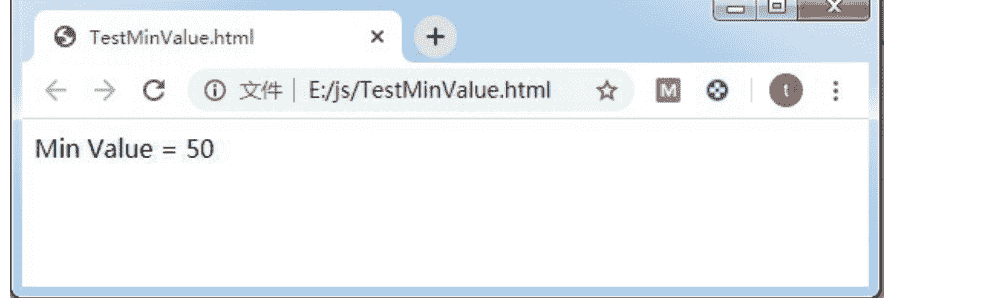 TestMinValue.html
文件 E:/js/TestMinValue.html M t
Min Value = 50